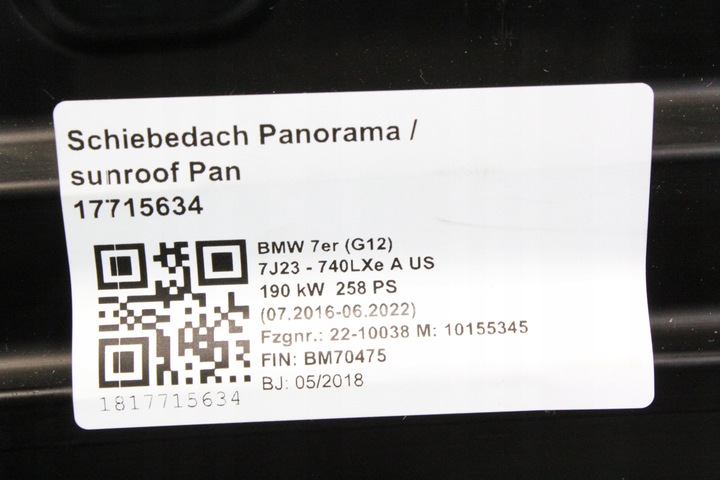 Schiebedach Panorama /
sunroof Pan
17715634
BMW 7er (G12)
7J23 - 740LXe A US
190 kW 258 PS
(07.2016-06.2022)
Fzgnr.: 22-10038 M: 10155345
FIN: BM70475
BJ: 05/2018
1817715634